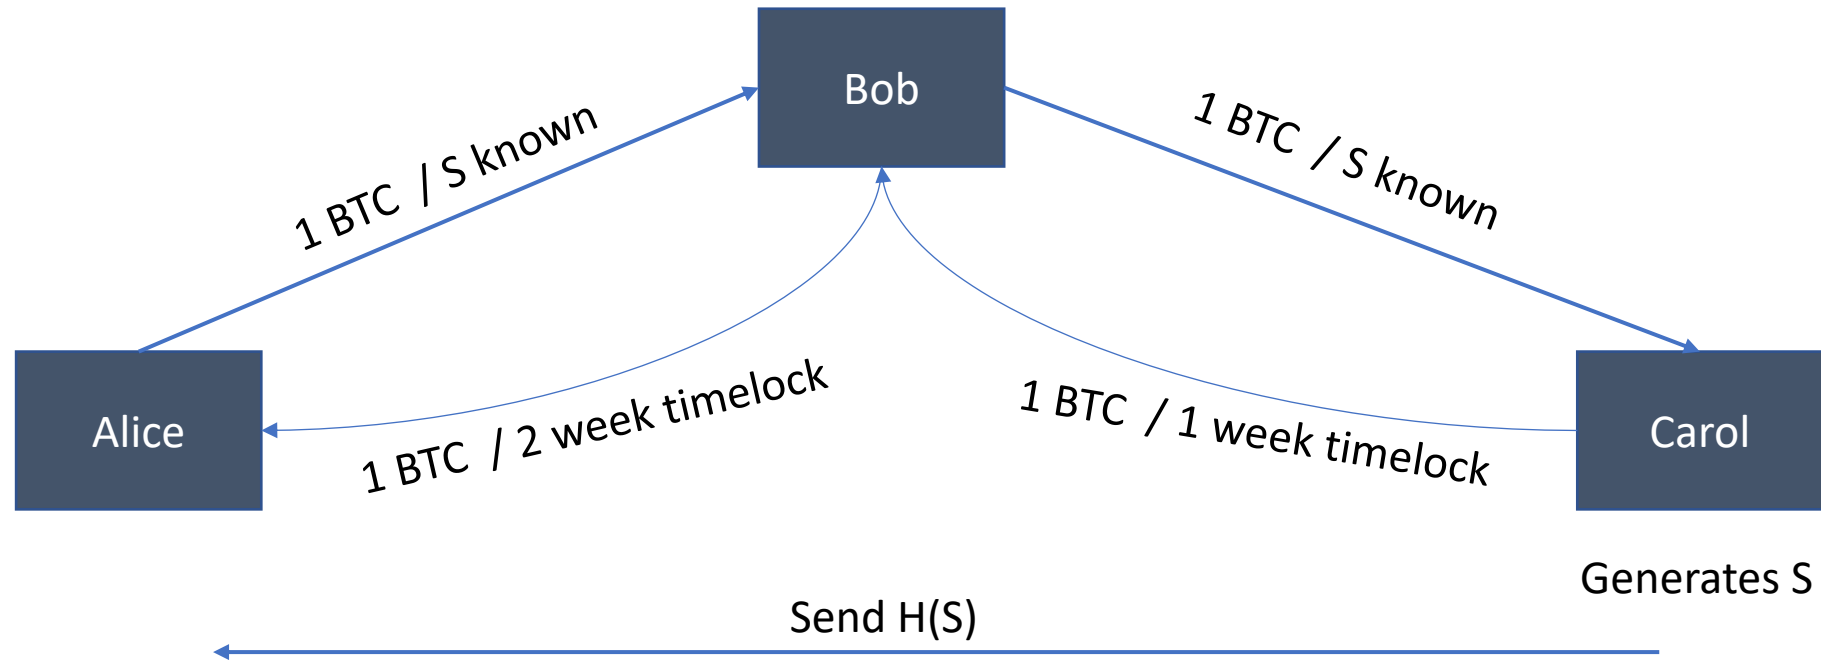 Bob
1 BTC / S known
1 BTC / S known
Alice
1 BTC / 2 week timelock
1 BTC / 1 week timelock
Carol
Generates S
Send H(S)